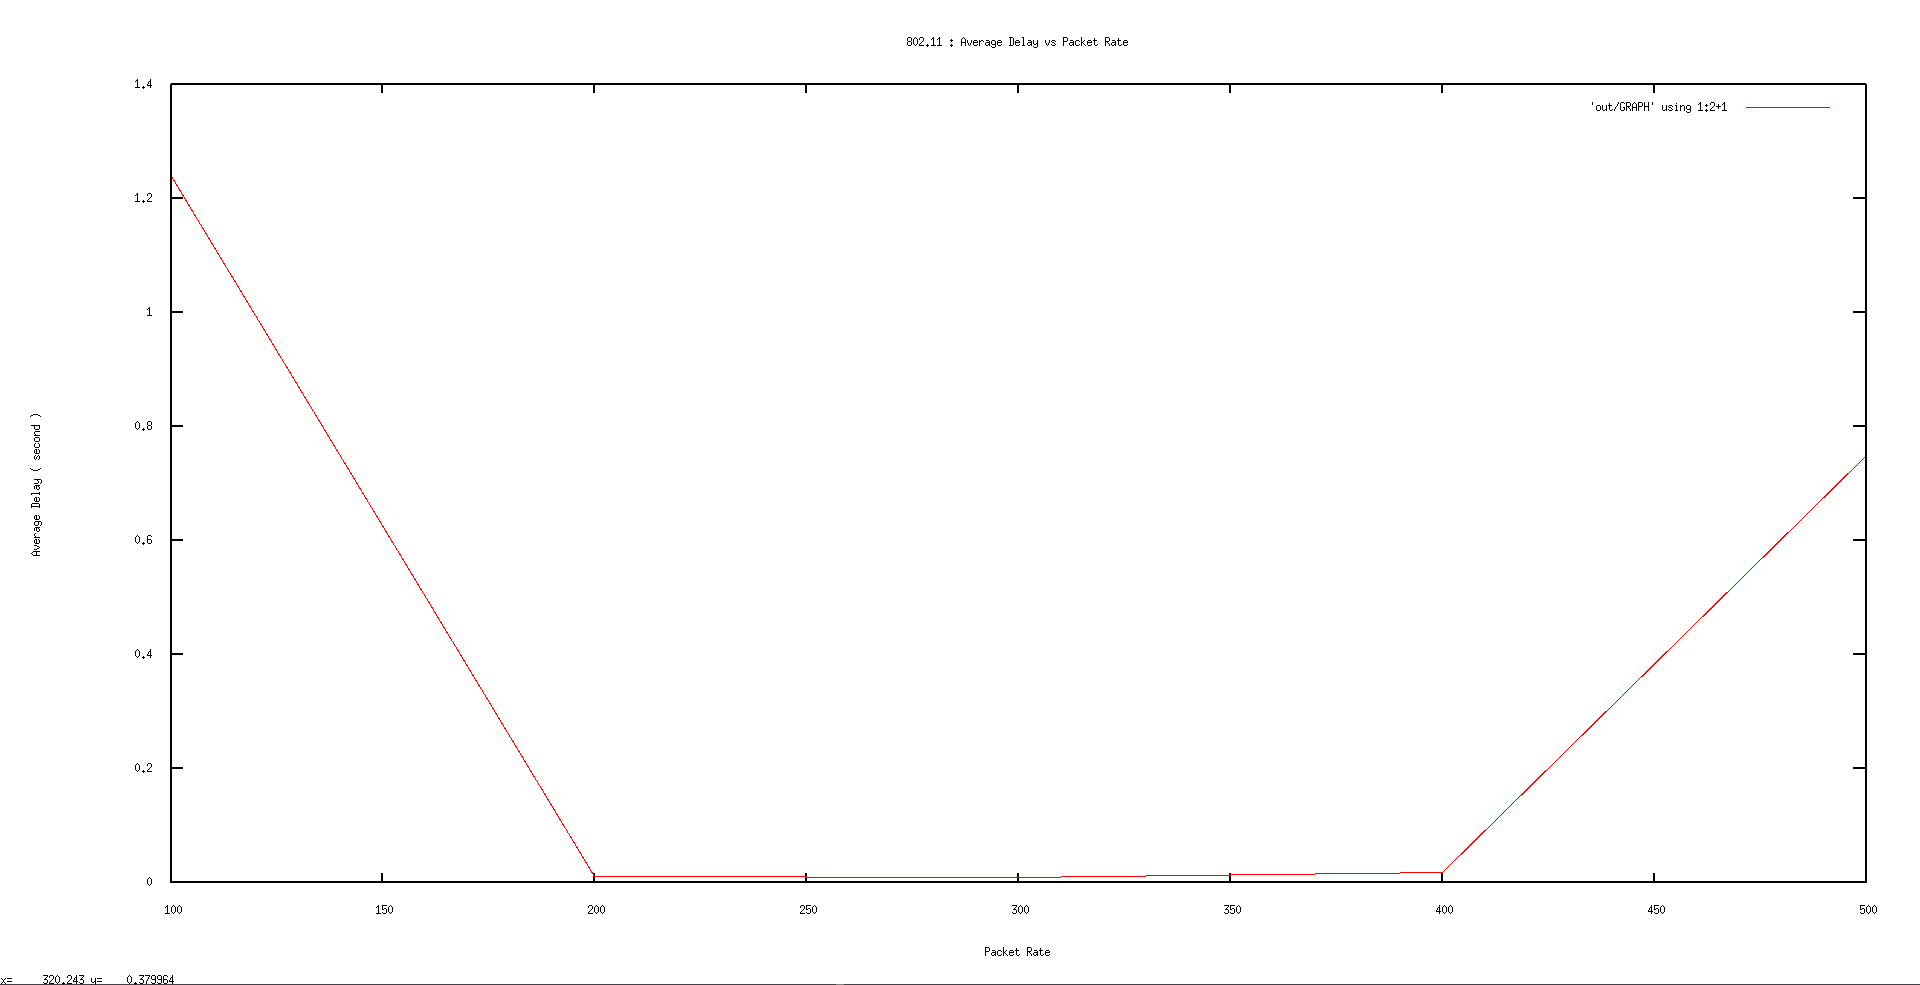 802.11 : Average Delay vs Packet Rate
1.4
'out/GRAPH' using 1:2+1
1.2
1
0.8
Average Delay ( second )
0.6
0.4
0.2
0
100 150 200 250 300 350 400 450 500
Packet Rate
x= 320.243 y= 0.379964